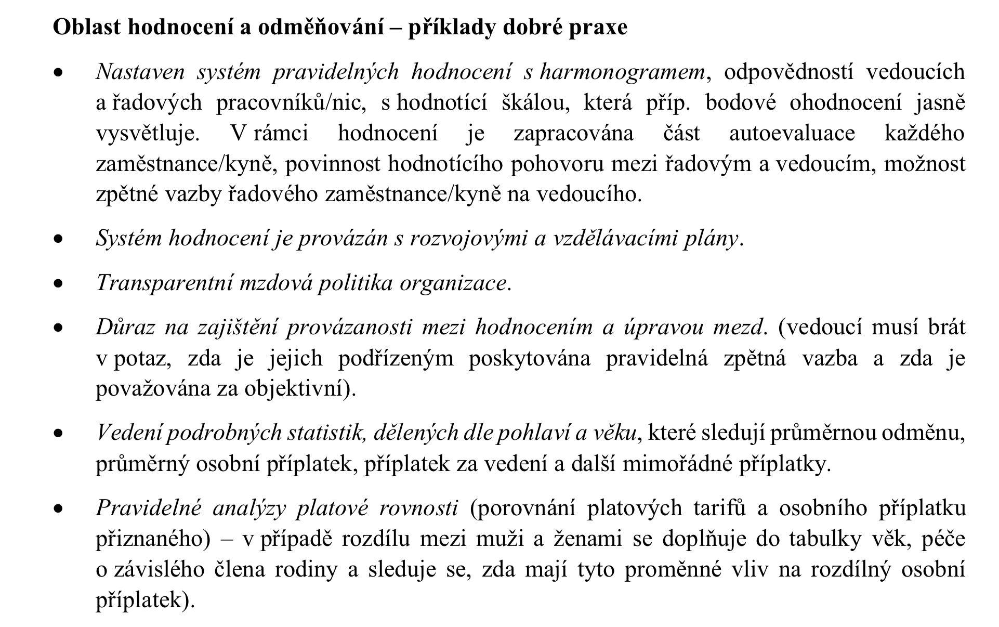 Oblast hodnocení a odměňování – příklady dobré praxe
• Nastaven systém pravidelných hodnocení s harmonogramem, odpovědností vedoucích
a řadových pracovníků/nic, s hodnotící škálou, která příp. bodové ohodnocení jasně
vysvětluje. V rámci hodnocení je zapracována část autoevaluace každého
zaměstnance/kyně, povinnost hodnotícího pohovoru mezi řadovým a vedoucím, možnost
zpětné vazby řadového zaměstnance/kyně na vedoucího.
• Systém hodnocení je provázán s rozvojovými a vzdělávacími plány.
• Transparentní mzdová politika organizace.
• Důraz na zajištění provázanosti mezi hodnocením a úpravou mezd. (vedoucí musí brát
v potaz, zda je jejich podřízeným poskytována pravidelná zpětná vazba a zda je
považována za objektivní).
• Vedení podrobných statistik, dělených dle pohlaví a věku, které sledují průměrnou odměnu,
průměrný osobní příplatek, příplatek za vedení a další mimořádné příplatky.
• Pravidelné analýzy platové rovnosti (porovnání platových tarifů a osobního příplatku
přiznaného) – v případě rozdílu mezi muži a ženami se doplňuje do tabulky věk, péče
o závislého člena rodiny a sleduje se, zda mají tyto proměnné vliv na rozdílný osobní
příplatek).